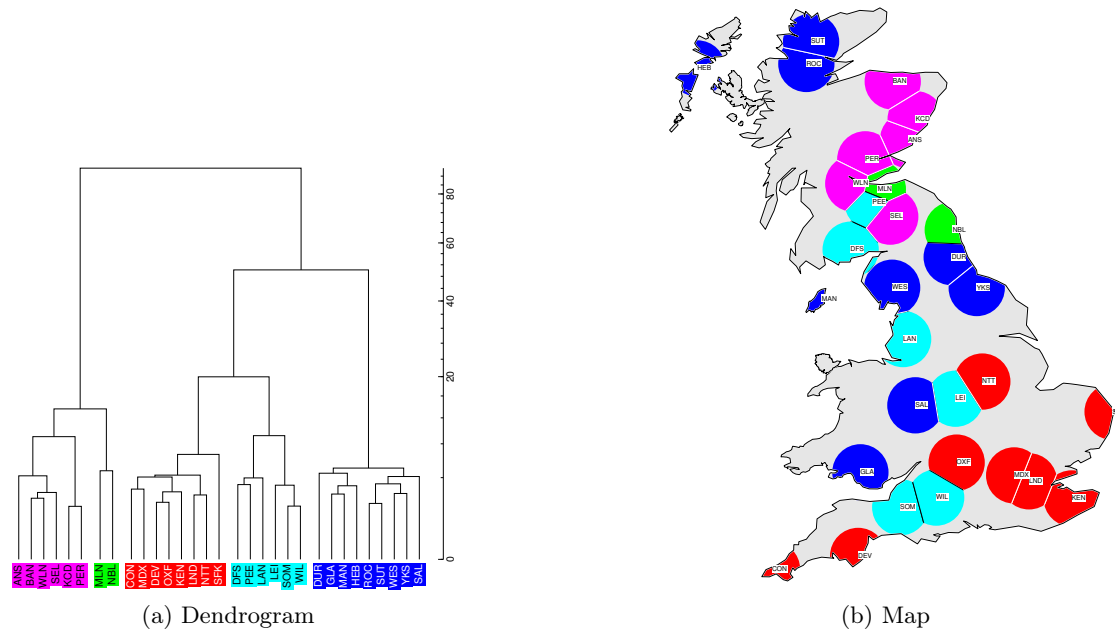 80
60
40
20
0
ANS
BAN
WLN
SEL
KCD
PER
MLN
NBL
CON
MDX
DEV
OXF
KEN
LND
NTT
SFK
DFS
PEE
LAN
LEI
SOM
WIL
DUR
GLA
MAN
HEB
ROC
SUT
WES
YKS
SAL
(a) Dendrogram
SUT
HEB
ROC
BAN
KCD
ANS
PER
WLN
MLN
PEE
SEL
NBL
DFS
DUR
WES
YKS
MAN
LAN
NTT
LEI
SAL
OXF
GLA
MDX
LND
KEN
WIL
SOM
DEV
CON
(b) Map